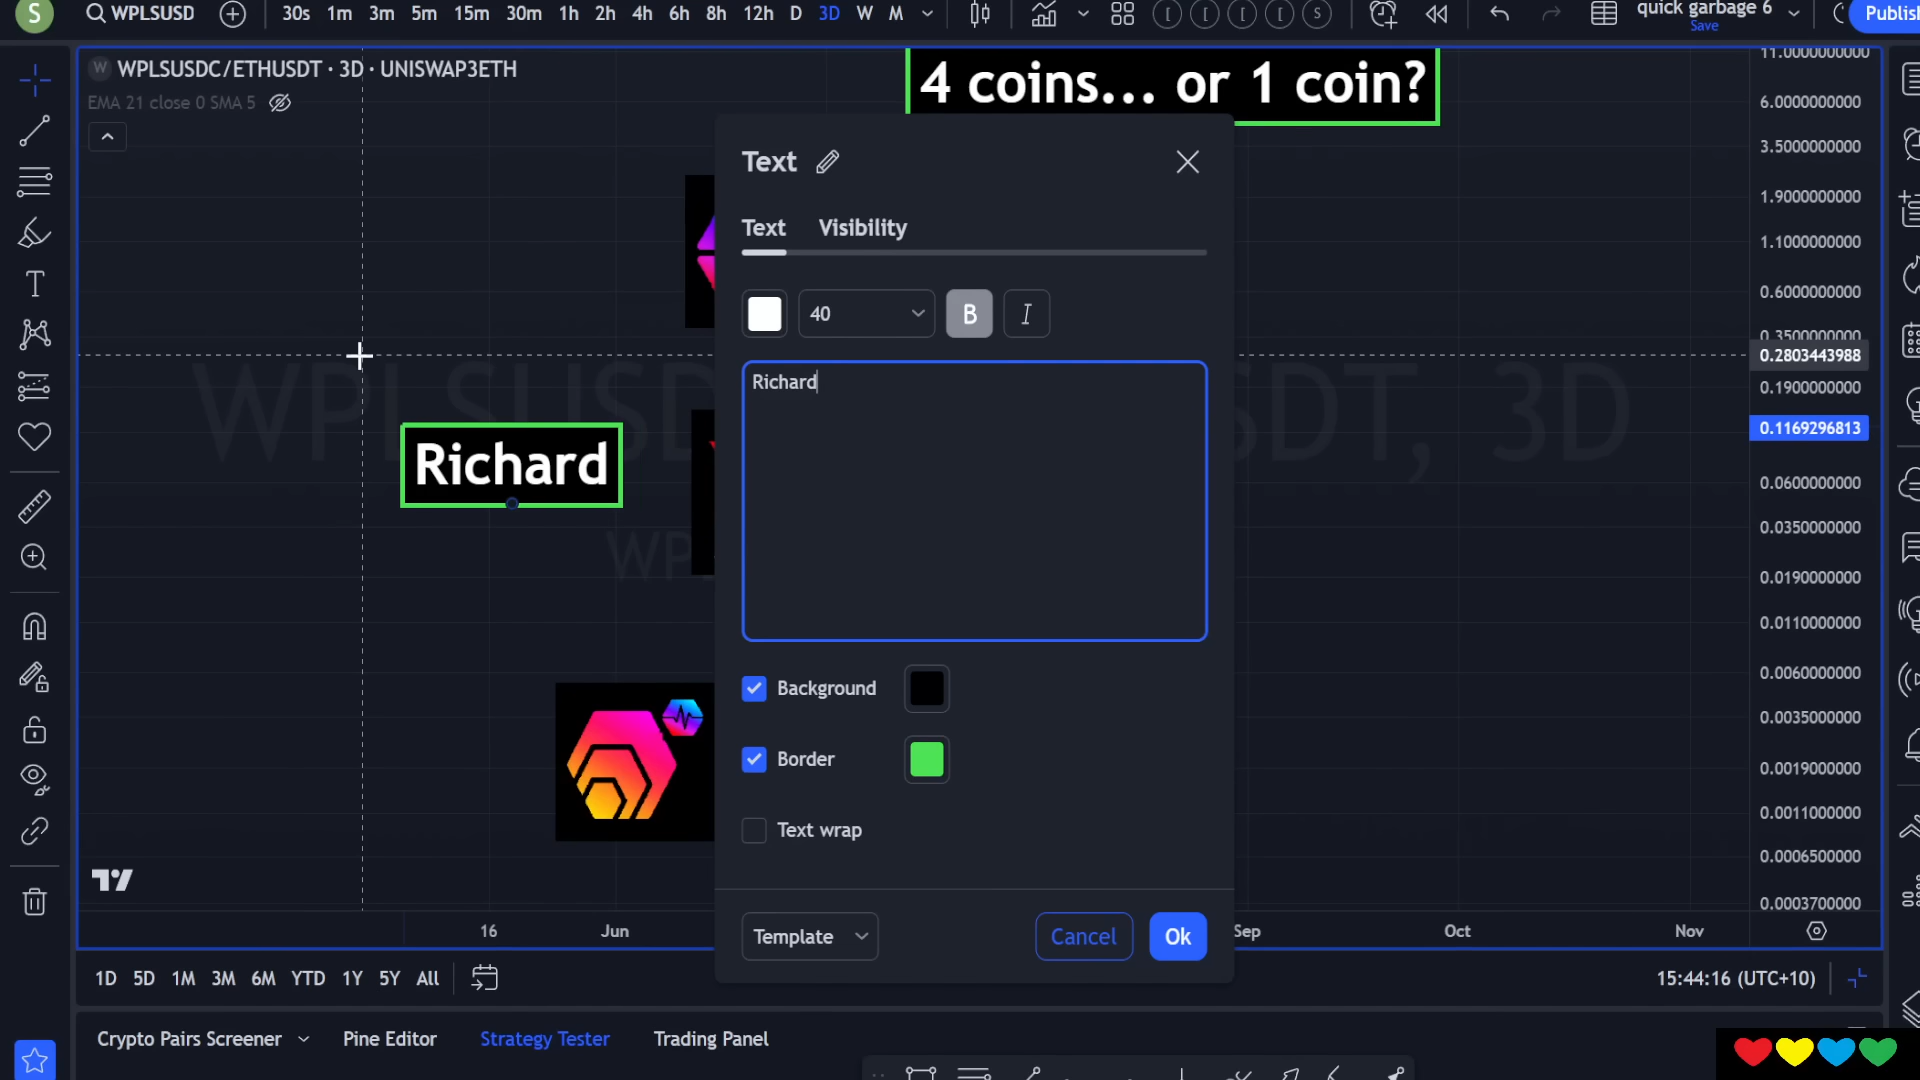 S WPLSUSD 30s 1m 3m 5m 15m 30m 1h 2h 4h 6h 8h 12h D 3D W M quick garbage 6 Save Publis
WPLSUSDC/ETHUSDT · 3D · UNISWAP3ETH
EMA 21 close 0 SMA 5
4 coins... or 1 coin?
Text
Text Visibility
40 B I
Richard
Richard
Background
Border
Text wrap
Template Cancel Ok
11.0000000000
6.0000000000
3.5000000000
1.9000000000
1.1000000000
0.6000000000
0.3500000000
0.2803443988
0.1900000000
0.1169296813
0.0600000000
0.0350000000
0.0190000000
0.0110000000
0.0060000000
0.0035000000
0.0019000000
0.0011000000
0.0006500000
0.0003700000
16 Jun Sep Oct Nov
1D 5D 1M 3M 6M YTD 1Y 5Y All 15:44:16 (UTC+10)
Crypto Pairs Screener Pine Editor Strategy Tester Trading Panel